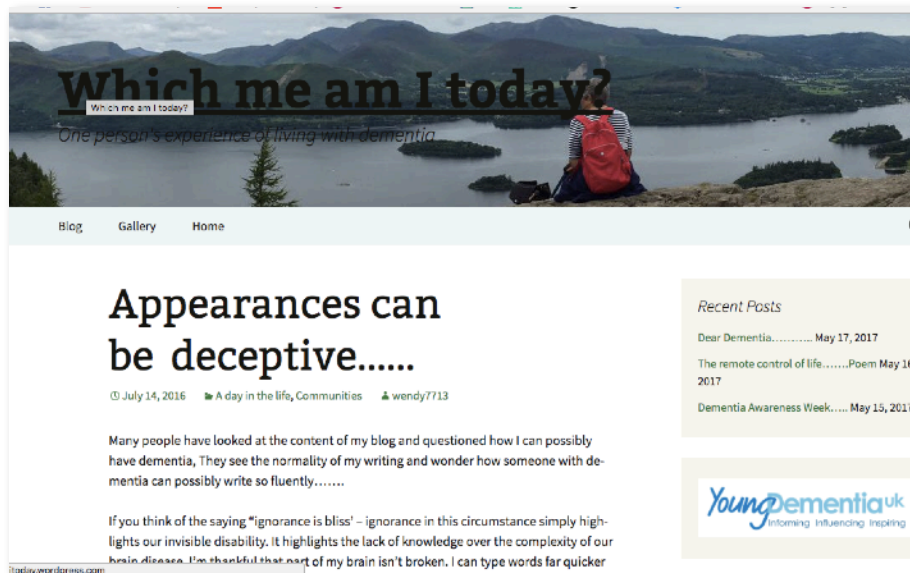 Which me am I today?
Which me am I today?
One person's experience of living with dementia
Blog Gallery Home
Appearances can
be deceptive......
July 14, 2016 A day in the life, Communities wendy7713
Many people have looked at the content of my blog and questioned how I can possibly
have dementia, They see the normality of my writing and wonder how someone with de-
mentia can possibly write so fluently…….
If you think of the saying "ignorance is bliss' – ignorance in this circumstance simply high-
lights our invisible disability. It highlights the lack of knowledge over the complexity of our
brain disease. I'm thankful that part of my brain isn't broken. I can type words far quicker
today.wordpress.com
Recent Posts
Dear Dementia……….. May 17, 2017
The remote control of life…….Poem May 16
2017
Dementia Awareness Week….. May 15, 2017
YoungDementiauk
Informing Influencing Inspiring